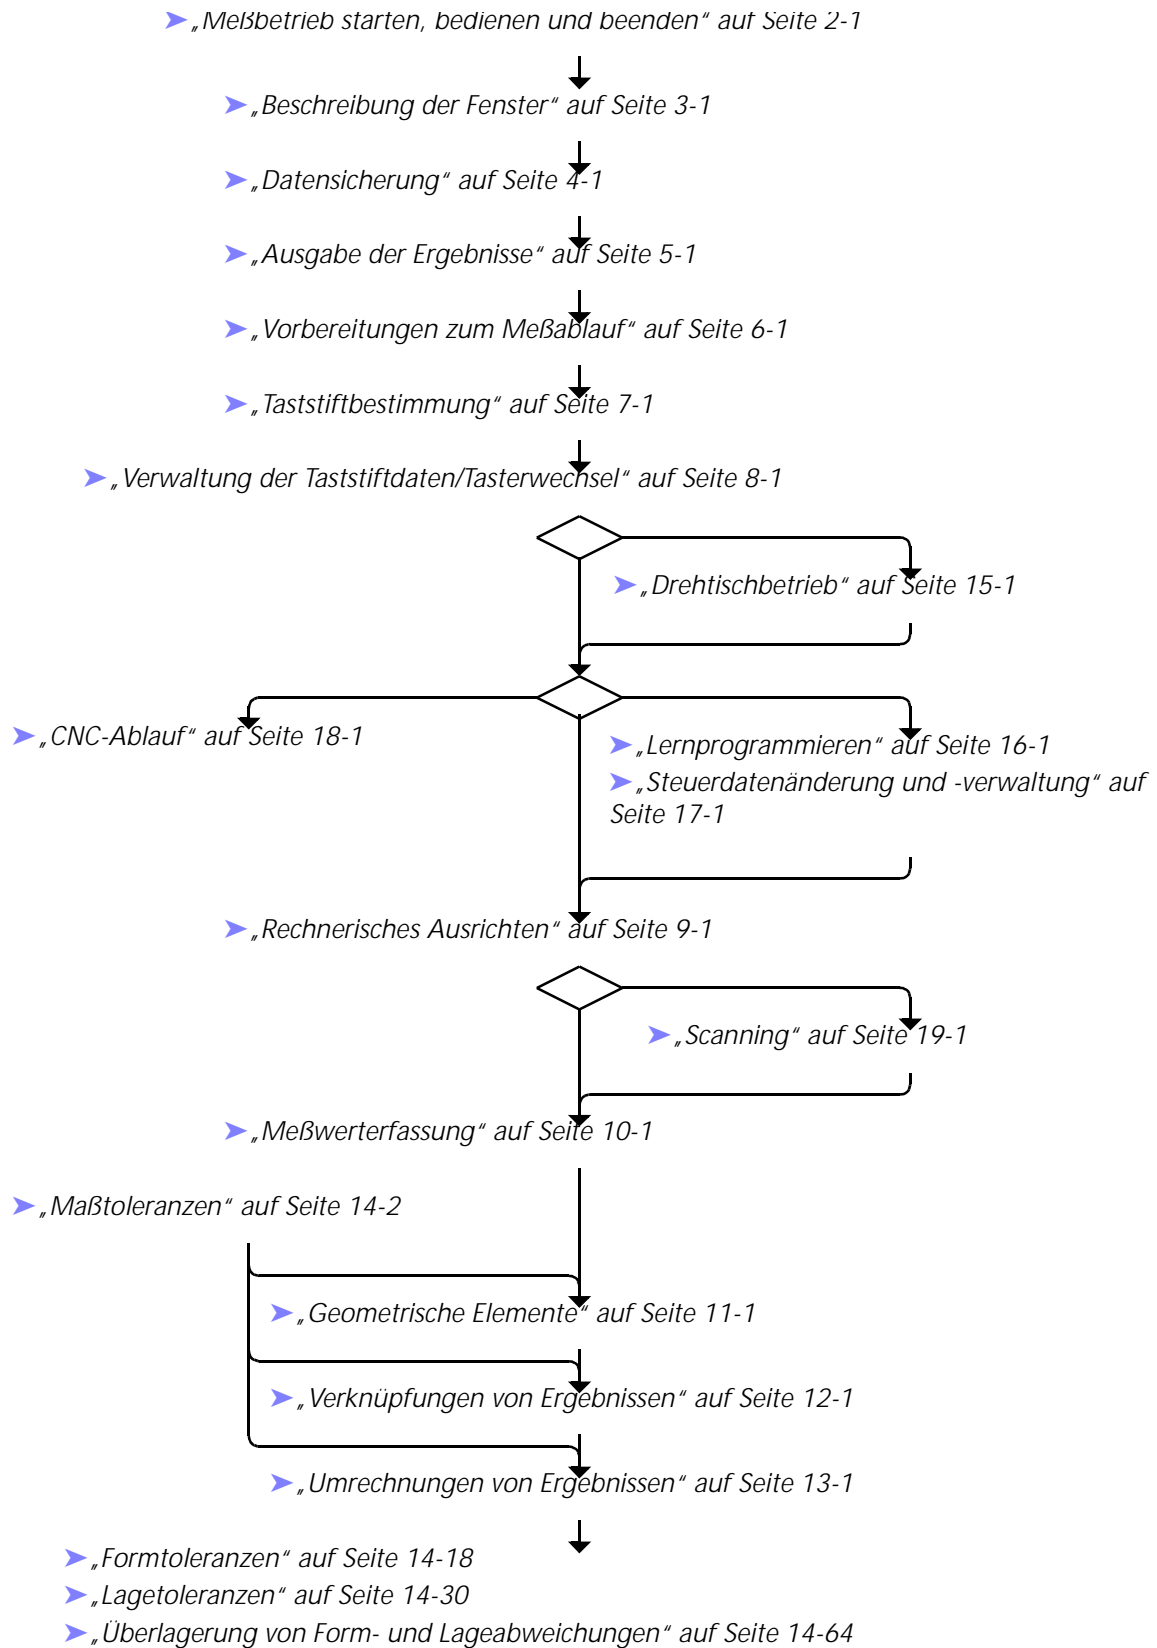 ➤ „Meßbetrieb starten, bedienen und beenden“ auf Seite 2-1
➤ „Beschreibung der Fenster“ auf Seite 3-1
➤ „Datensicherung“ auf Seite 4-1
➤ „Ausgabe der Ergebnisse“ auf Seite 5-1
➤ „Vorbereitungen zum Meßablauf“ auf Seite 6-1
➤ „Taststiftbestimmung“ auf Seite 7-1
➤ „Verwaltung der Taststiftdaten/Tasterwechsel“ auf Seite 8-1
➤ „Drehtischbetrieb“ auf Seite 15-1
➤ „CNC-Ablauf“ auf Seite 18-1
➤ „Lernprogrammieren“ auf Seite 16-1
➤ „Steuerdatenänderung und -verwaltung“ auf
Seite 17-1
➤ „Rechnerisches Ausrichten“ auf Seite 9-1
➤ „Scanning“ auf Seite 19-1
➤ „Meßwerterfassung“ auf Seite 10-1
➤ „Maßtoleranzen“ auf Seite 14-2
➤ „Geometrische Elemente“ auf Seite 11-1
➤ „Verknüpfungen von Ergebnissen“ auf Seite 12-1
➤ „Umrechnungen von Ergebnissen“ auf Seite 13-1
➤ „Formtoleranzen“ auf Seite 14-18
➤ „Lagetoleranzen“ auf Seite 14-30
➤ „Überlagerung von Form- und Lageabweichungen“ auf Seite 14-64